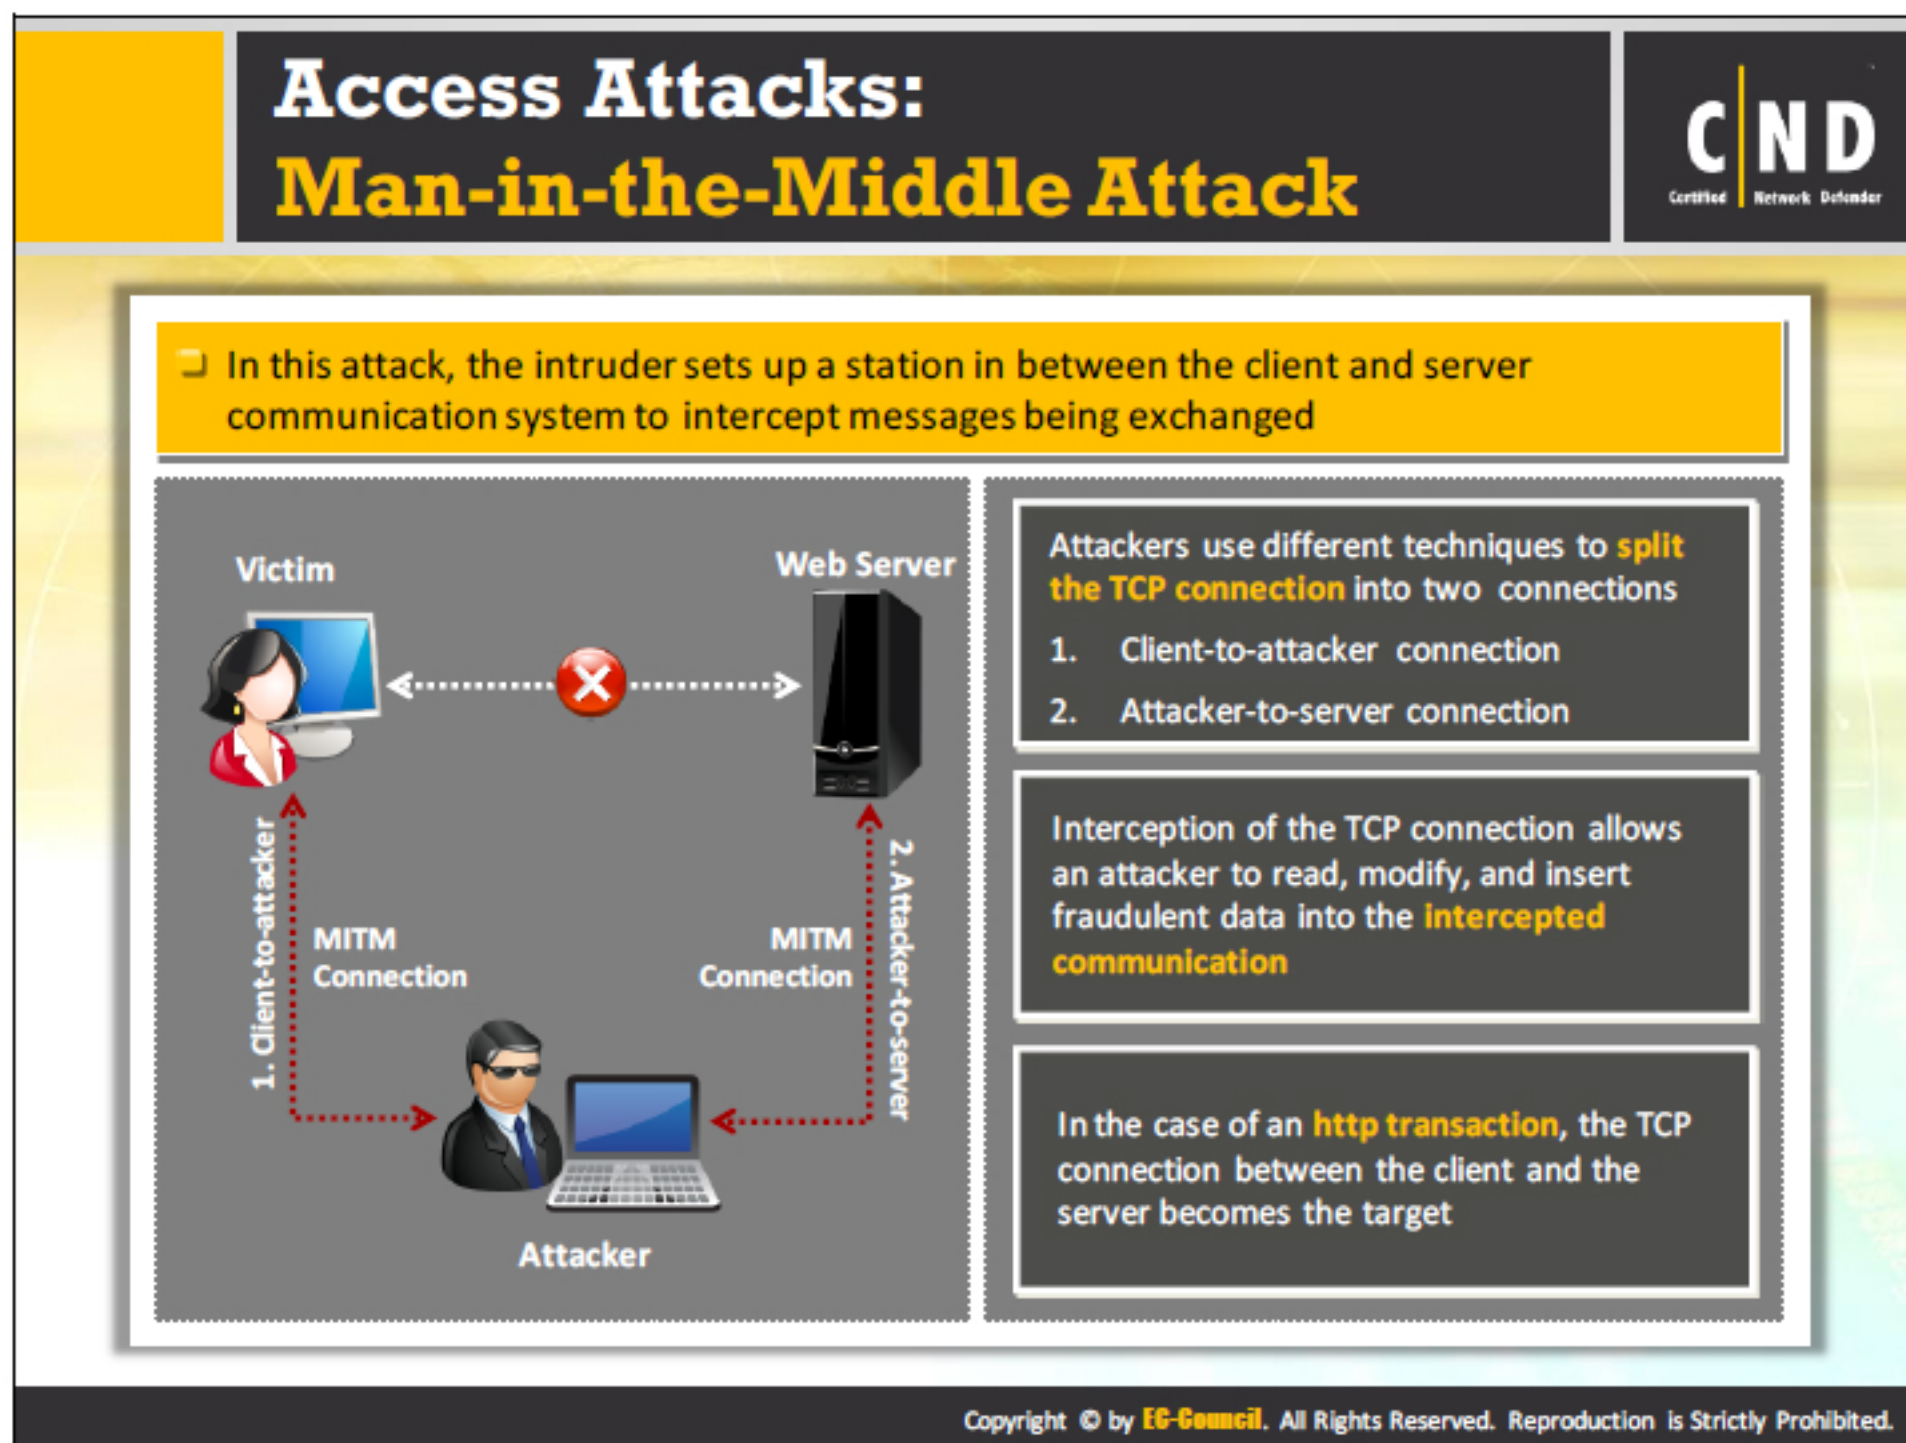 Access Attacks:
Man-in-the-Middle Attack
C|ND
Certified Network Defender
In this attack, the intruder sets up a station in between the client and server
communication system to intercept messages being exchanged
Victim
Web Server
1. Client-to-attacker
MITM
Connection
MITM
Connection
2. Attacker-to-server
Attacker
Attackers use different techniques to split
the TCP connection into two connections
1. Client-to-attacker connection
2. Attacker-to-server connection
Interception of the TCP connection allows
an attacker to read, modify, and insert
fraudulent data into the intercepted
communication
In the case of an http transaction, the TCP
connection between the client and the
server becomes the target
Copyright © by EC-Council. All Rights Reserved. Reproduction is Strictly Prohibited.